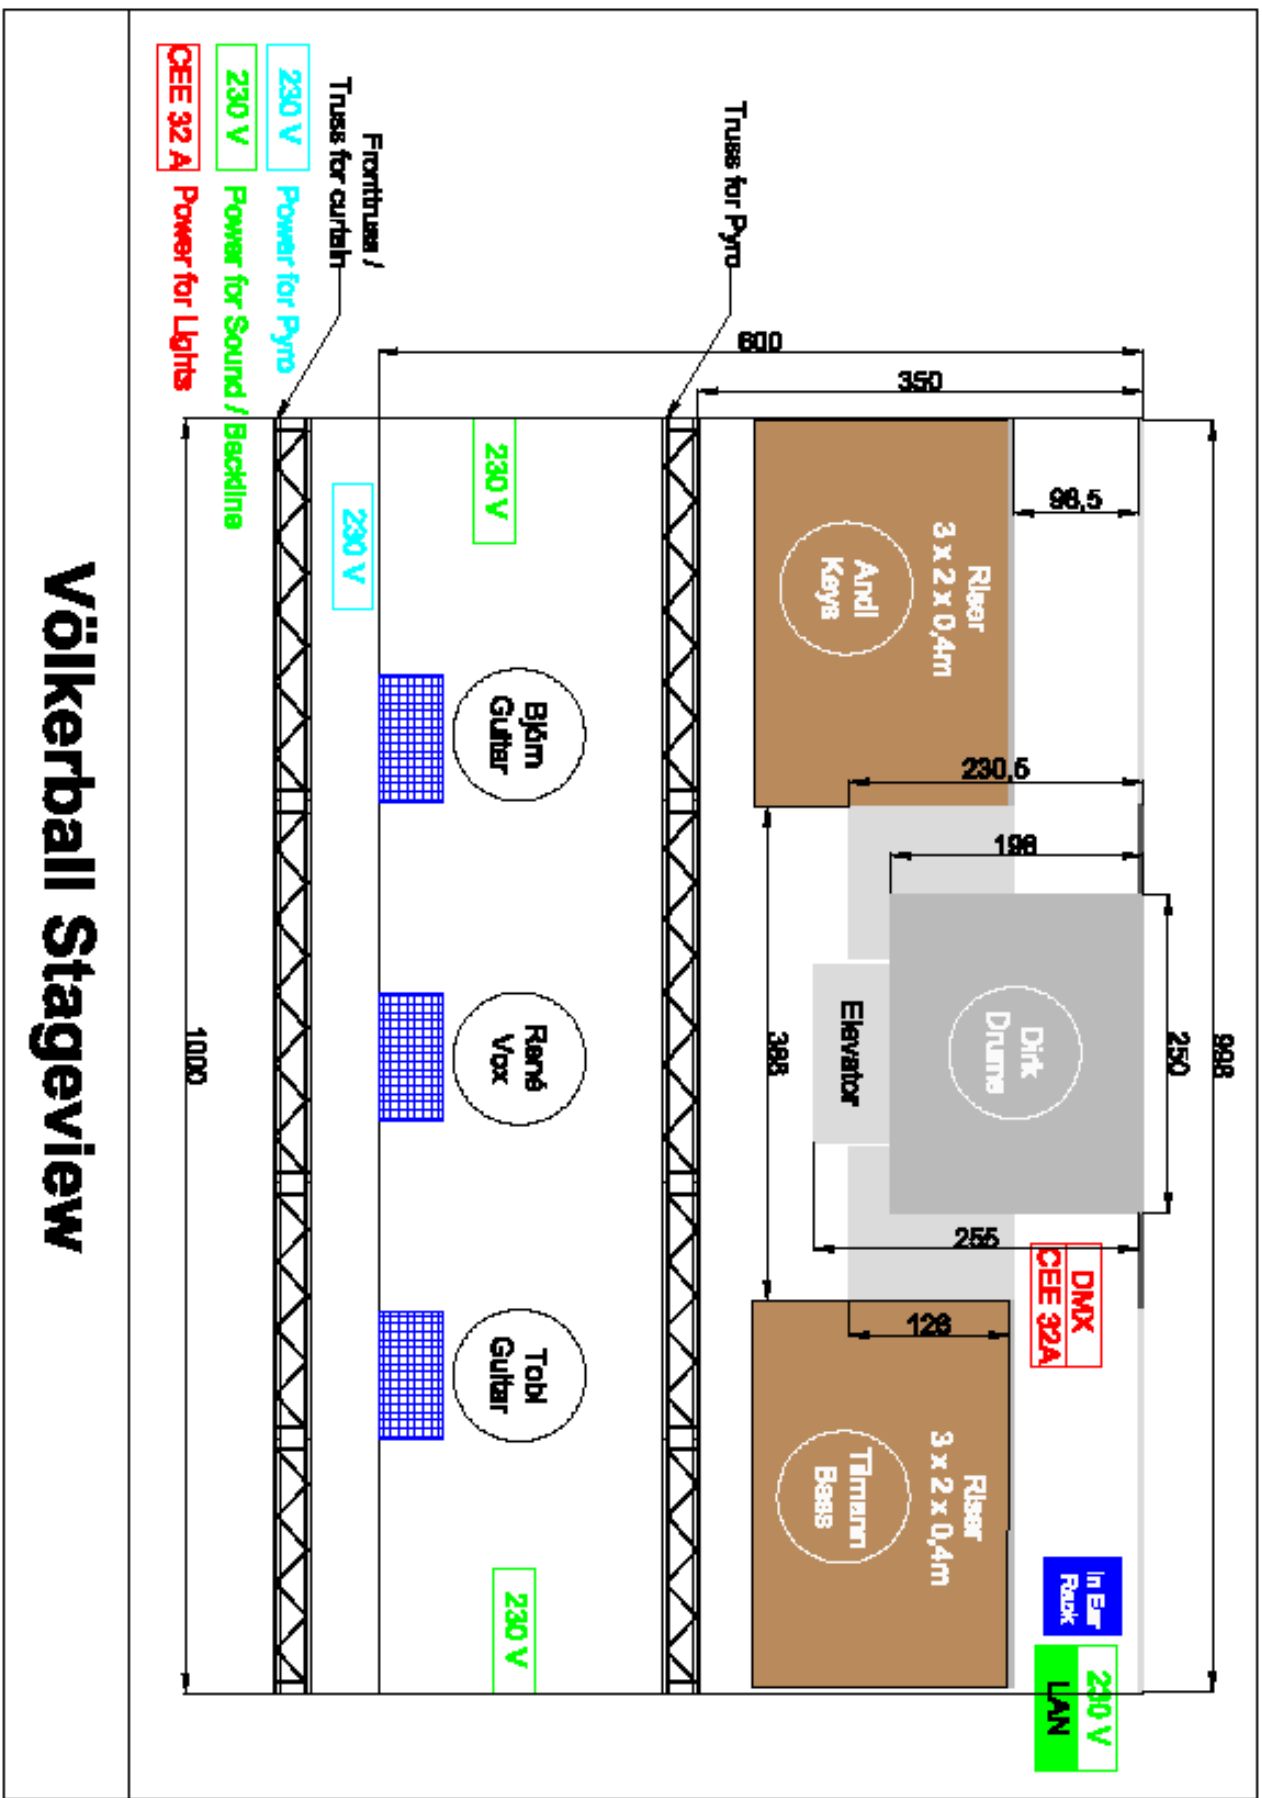 998
250
230 V
LAN
In Ear
Rack
DMX
CEE 32A
600
350
98,5
230,5
198
255
126
Riser
3 x 2 x 0,4m
Andi
Keys
Dirk
Drums
Elevator
Riser
3 x 2 x 0,4m
Tilmann
Bass
388
Truss for Pyro
230 V
Björn
Guitar
René
Vox
Tobi
Guitar
230 V
230 V
Fronttruss /
Truss for curtain
1000
230 V Power for Pyro
230 V Power for Sound / Backline
CEE 32 A Power for Lights
Völkerball Stageview